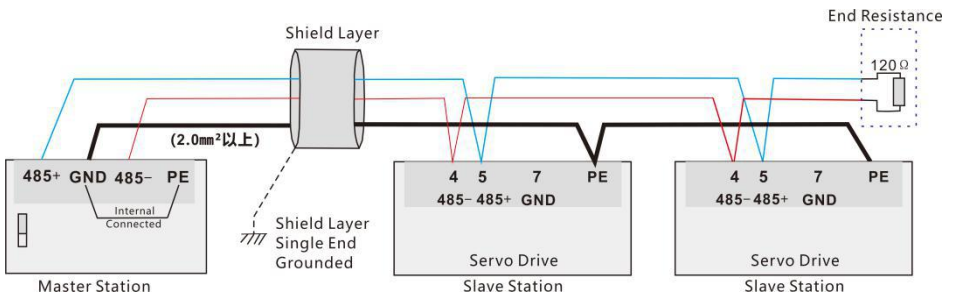 End Resistance
Shield Layer
120Ω
(2.0mm²以上)
485+ GND 485- PE
Internal
Connected
4 5 7 PE
485- 485+ GND
4 5 7 PE
485- 485+ GND
Shield Layer
Single End
Grounded
Servo Drive
Servo Drive
Master Station
Slave Station
Slave Station